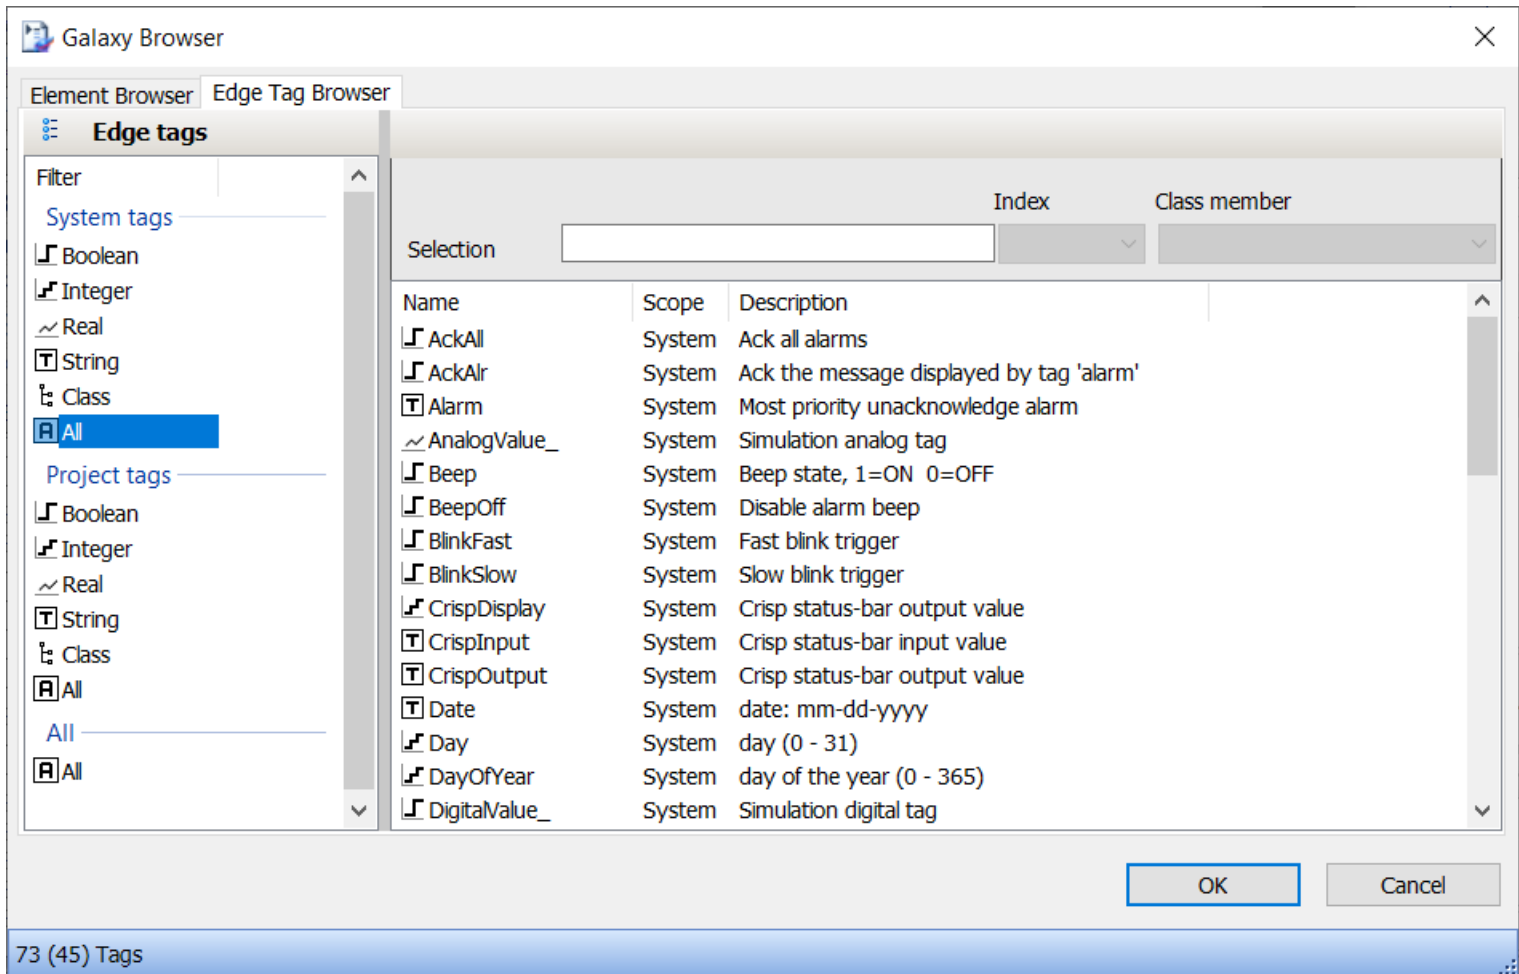 Galaxy Browser
Element Browser Edge Tag Browser
Edge tags
Filter
System tags
Boolean
Integer
Real
String
Class
All
Project tags
Boolean
Integer
Real
String
Class
All
All
All
Index Class member
Selection
Name Scope Description
AckAll System Ack all alarms
AckAlr System Ack the message displayed by tag 'alarm'
Alarm System Most priority unacknowledge alarm
AnalogValue_ System Simulation analog tag
Beep System Beep state, 1=ON 0=OFF
BeepOff System Disable alarm beep
BlinkFast System Fast blink trigger
BlinkSlow System Slow blink trigger
CrispDisplay System Crisp status-bar output value
CrispInput System Crisp status-bar input value
CrispOutput System Crisp status-bar output value
Date System date: mm-dd-yyyy
Day System day (0 - 31)
DayOfYear System day of the year (0 - 365)
DigitalValue_ System Simulation digital tag
OK Cancel
73 (45) Tags